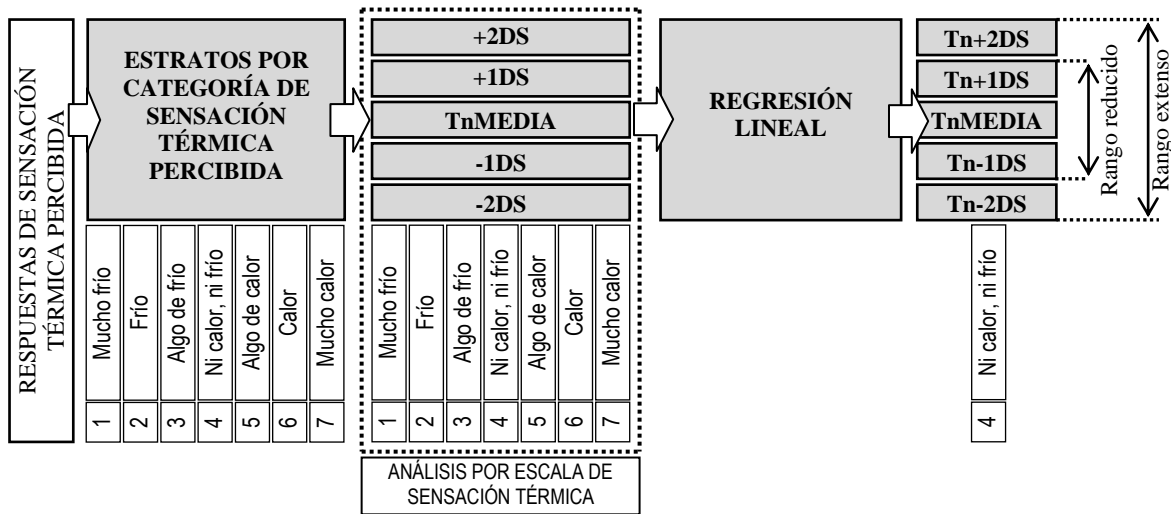 RESPUESTAS DE SENSACIÓN
TÉRMICA PERCIBIDA
ESTRATOS POR
CATEGORÍA DE
SENSACIÓN
TÉRMICA
PERCIBIDA
Mucho frío
Frío
Algo de frío
Ni calor, ni frío
Algo de calor
Calor
Mucho calor
1
2
3
4
5
6
7
+2DS
+1DS
TnMEDIA
-1DS
-2DS
Mucho frío
Frío
Algo de frío
Ni calor, ni frío
Algo de calor
Calor
Mucho calor
1
2
3
4
5
6
7
ANÁLISIS POR ESCALA DE
SENSACIÓN TÉRMICA
REGRESIÓN
LINEAL
Tn+2DS
Tn+1DS
TnMEDIA
Tn-1DS
Tn-2DS
Ni calor, ni frío
4
Rango reducido
Rango extenso